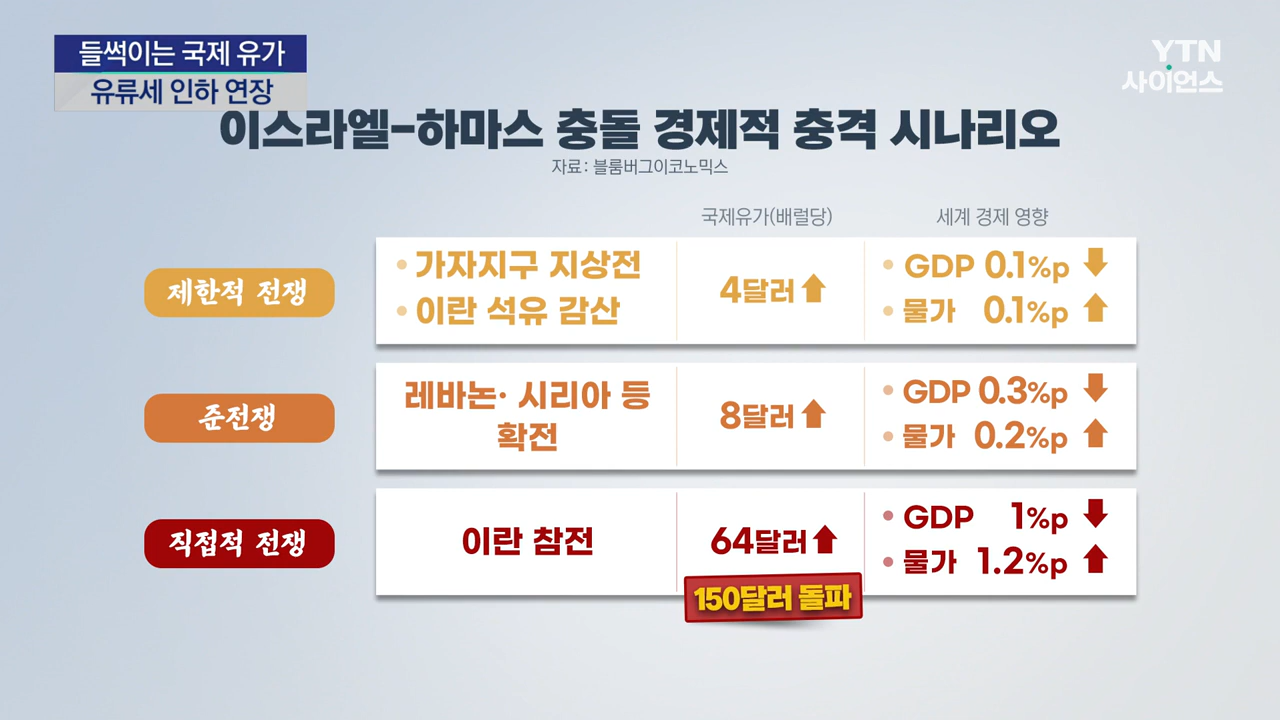 들썩이는 국제 유가
유류세 인하 연장
YTN
사이언스
이스라엘-하마스 충돌 경제적 충격 시나리오
자료: 블룸버그이코노믹스
국제유가(배럴당)
세계 경제 영향
제한적 전쟁
• 가자지구 지상전
• 이란 석유 감산
4달러 ⬆
• GDP 0.1%p ⬇
• 물가 0.1%p ⬆
준전쟁
레바논· 시리아 등
확전
8달러 ⬆
• GDP 0.3%p ⬇
• 물가 0.2%p ⬆
직접적 전쟁
이란 참전
64달러 ⬆
150달러 돌파
• GDP 1%p ⬇
• 물가 1.2%p ⬆